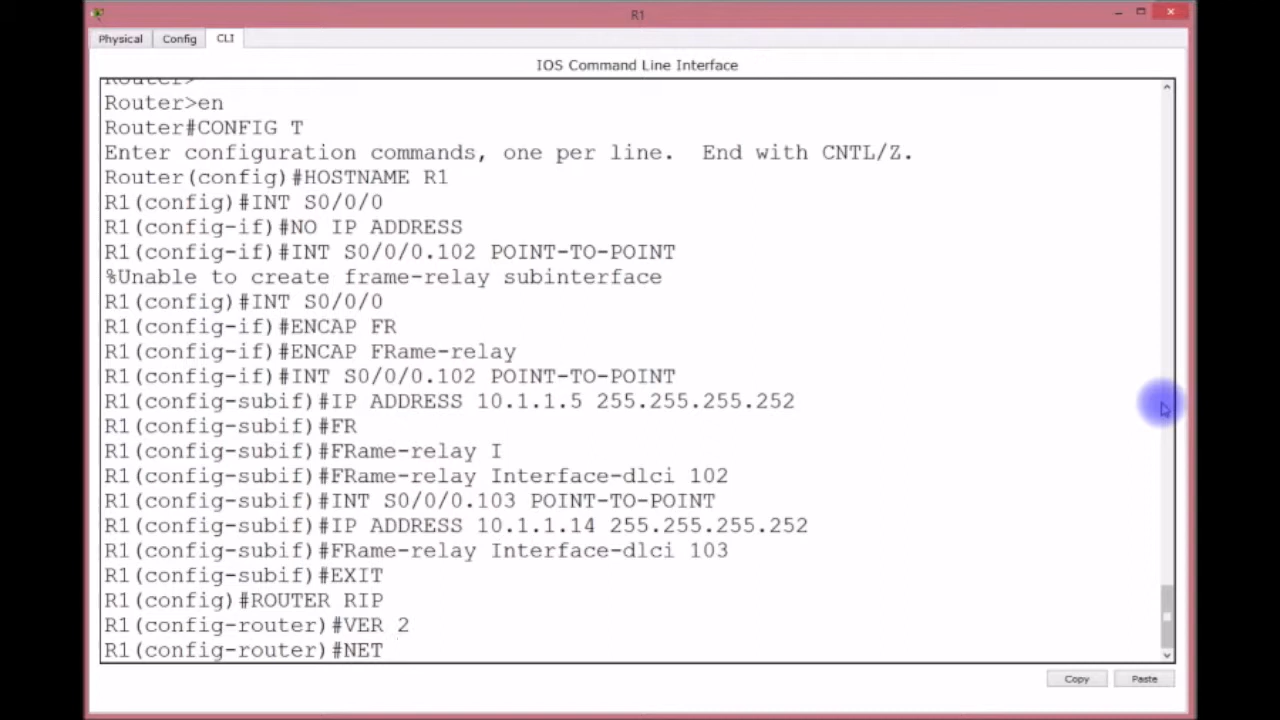 R1
Physical Config CLI
IOS Command Line Interface
Router>
Router>en
Router#CONFIG T
Enter configuration commands, one per line.  End with CNTL/Z.
Router(config)#HOSTNAME R1
R1(config)#INT S0/0/0
R1(config-if)#NO IP ADDRESS
R1(config-if)#INT S0/0/0.102 POINT-TO-POINT
%Unable to create frame-relay subinterface
R1(config)#INT S0/0/0
R1(config-if)#ENCAP FR
R1(config-if)#ENCAP FRame-relay
R1(config-if)#INT S0/0/0.102 POINT-TO-POINT
R1(config-subif)#IP ADDRESS 10.1.1.5 255.255.255.252
R1(config-subif)#FR
R1(config-subif)#FRame-relay I
R1(config-subif)#FRame-relay Interface-dlci 102
R1(config-subif)#INT S0/0/0.103 POINT-TO-POINT
R1(config-subif)#IP ADDRESS 10.1.1.14 255.255.255.252
R1(config-subif)#FRame-relay Interface-dlci 103
R1(config-subif)#EXIT
R1(config)#ROUTER RIP
R1(config-router)#VER 2
R1(config-router)#NET
Copy Paste